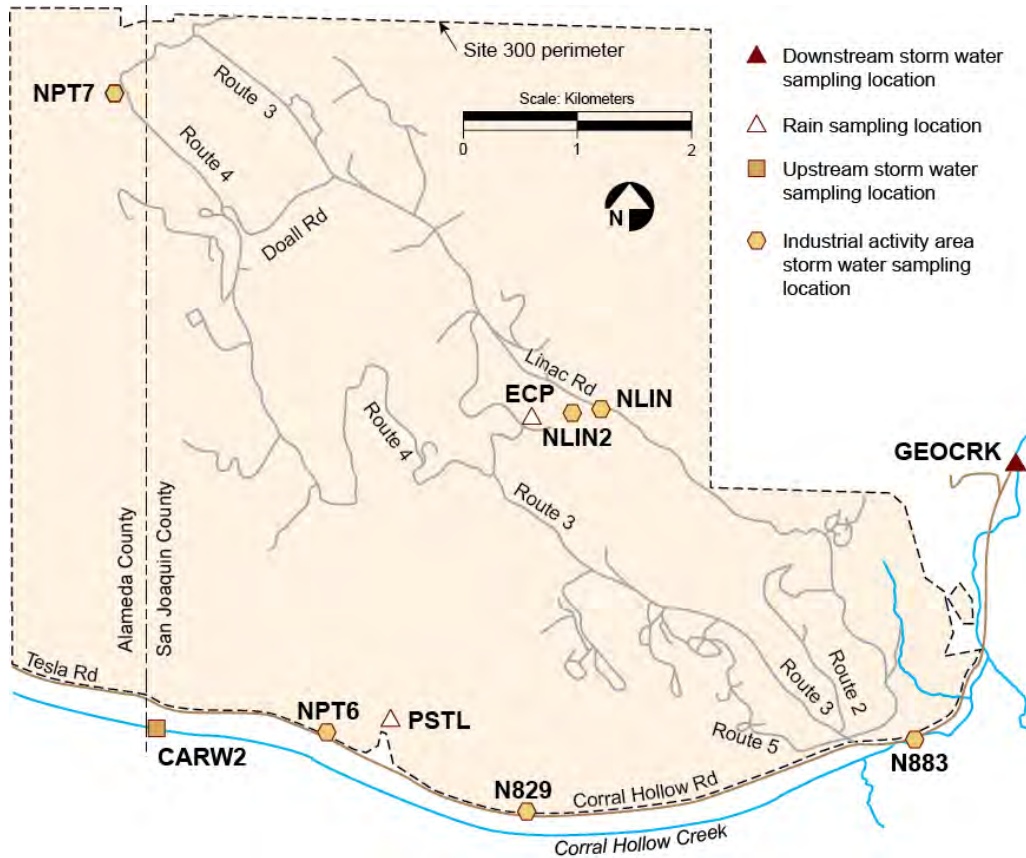 Site 300 perimeter
Downstream storm water
sampling location
Rain sampling location
Upstream storm water
sampling location
Industrial activity area
storm water sampling
location
Scale: Kilometers
0 1 2
N
NPT7
Route 3
Route 4
Doall Rd
Linac Rd
ECP
NLIN
NLIN2
Route 4
GEOCRK
Route 3
Alameda County
San Joaquin County
Tesla Rd
NPT6
PSTL
CARW2
Route 3
Route 2
Route 5
N883
N829
Corral Hollow Rd
Corral Hollow Creek